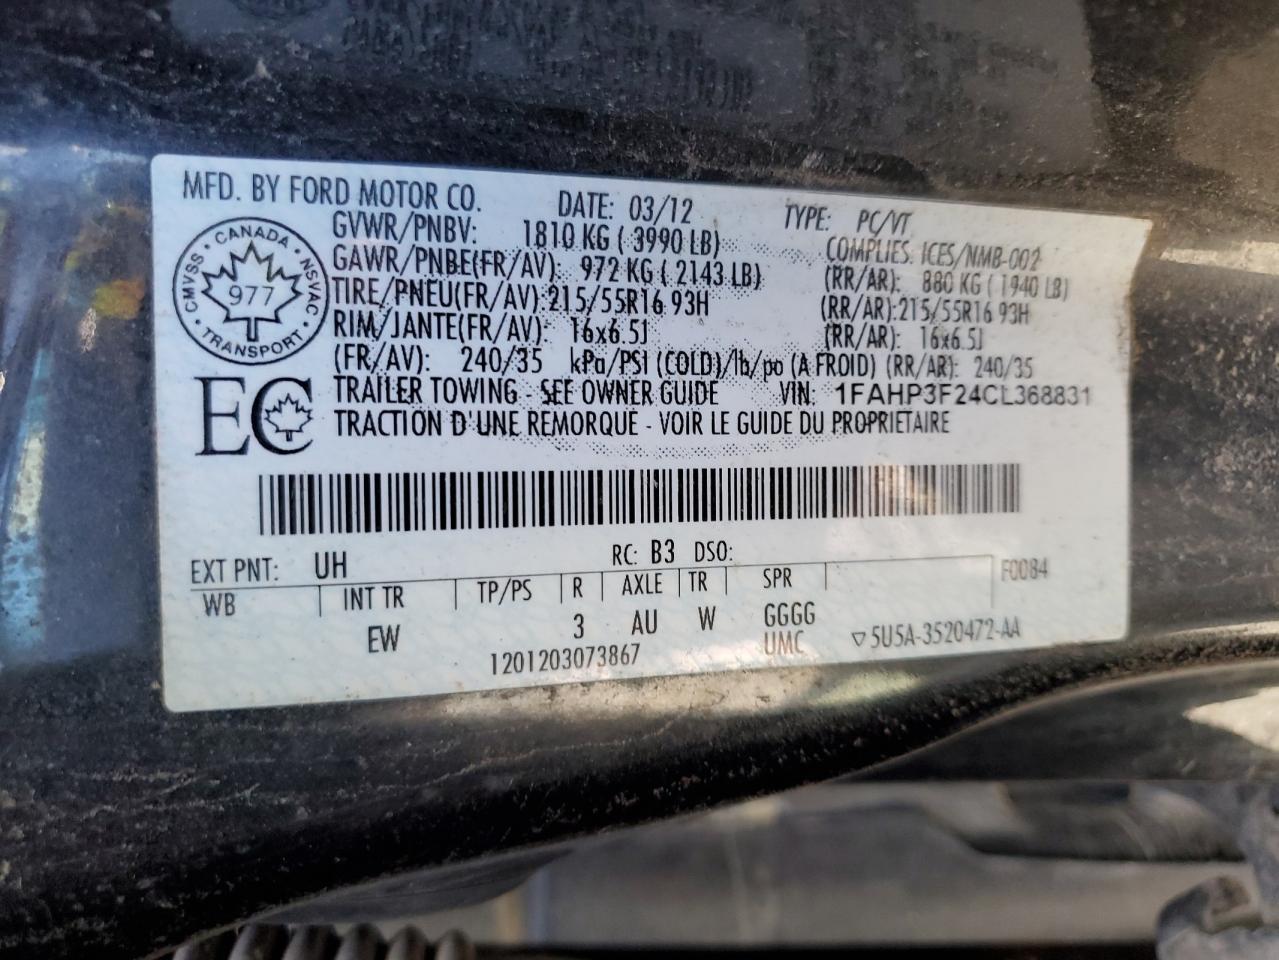 MFD. BY FORD MOTOR CO. DATE: 03/12 TYPE: PC/VT
GVWR/PNBV: 1810 KG ( 3990 LB) COMPLIES: ICES/NMB-002
GAWR/PNBE(FR/AV): 972 KG ( 2143 LB) (RR/AR): 880 KG ( 1940 LB)
TIRE/PNEU(FR/AV):215/55R16 93H (RR/AR):215/55R16 93H
RIM/JANTE(FR/AV): 16x6.5J (RR/AR): 16x6.5J
(FR/AV): 240/35 kPa/PSI (COLD)/lb/po (A FROID) (RR/AR): 240/35
TRAILER TOWING - SEE OWNER GUIDE VIN: 1FAHP3F24CL368831
TRACTION D'UNE REMORQUE - VOIR LE GUIDE DU PROPRIETAIRE
CMVSS · CANADA · NSVAC · TRANSPORT ·
977
EC
EXT PNT: UH RC: B3 DSO:
WB INT TR TP/PS R AXLE TR SPR F0084
EW 3 AU W GGGG
1201203073867 UMC ▽5U5A-3520472-AA